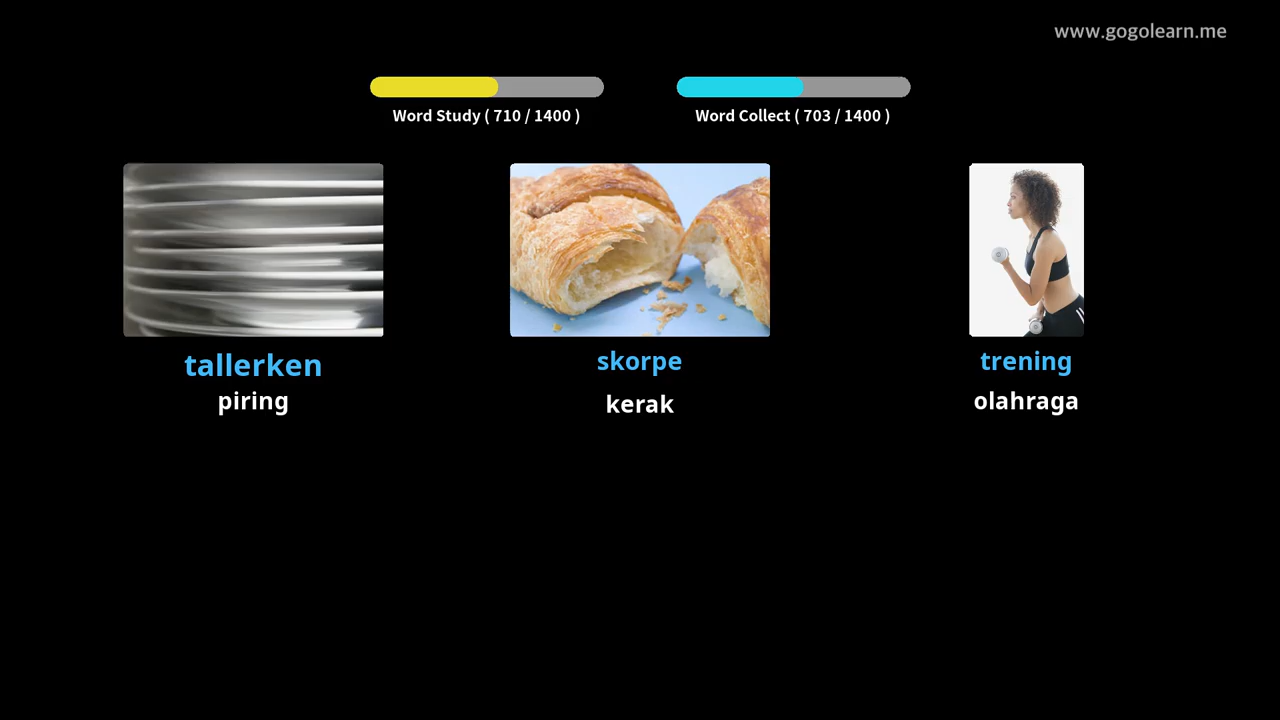 www.gogolearn.me
Word Study ( 710 / 1400 )
Word Collect ( 703 / 1400 )
tallerken
skorpe
trening
piring
kerak
olahraga